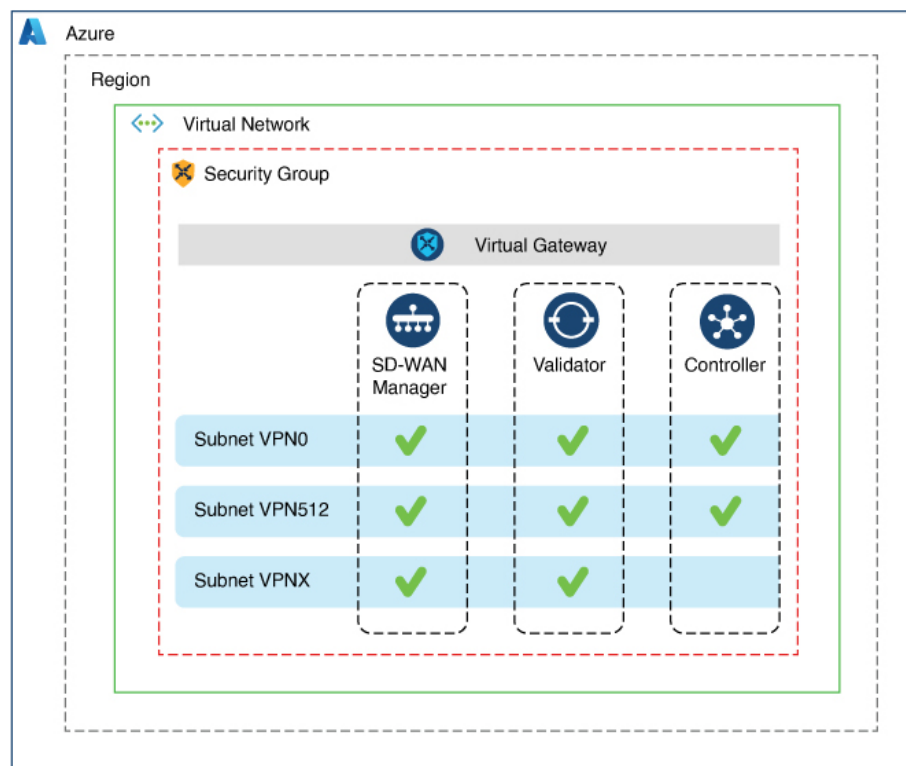 Azure
Region
Virtual Network
Security Group
Virtual Gateway
SD-WAN
Manager
Validator
Controller
Subnet VPN0
Subnet VPN512
Subnet VPNX